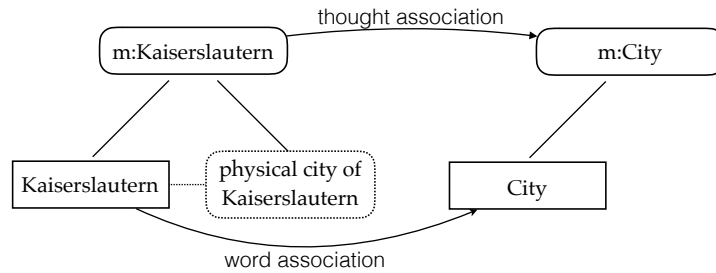 thought association
m:Kaiserslautern
m:City
Kaiserslautern
physical city of
Kaiserslautern
City
word association